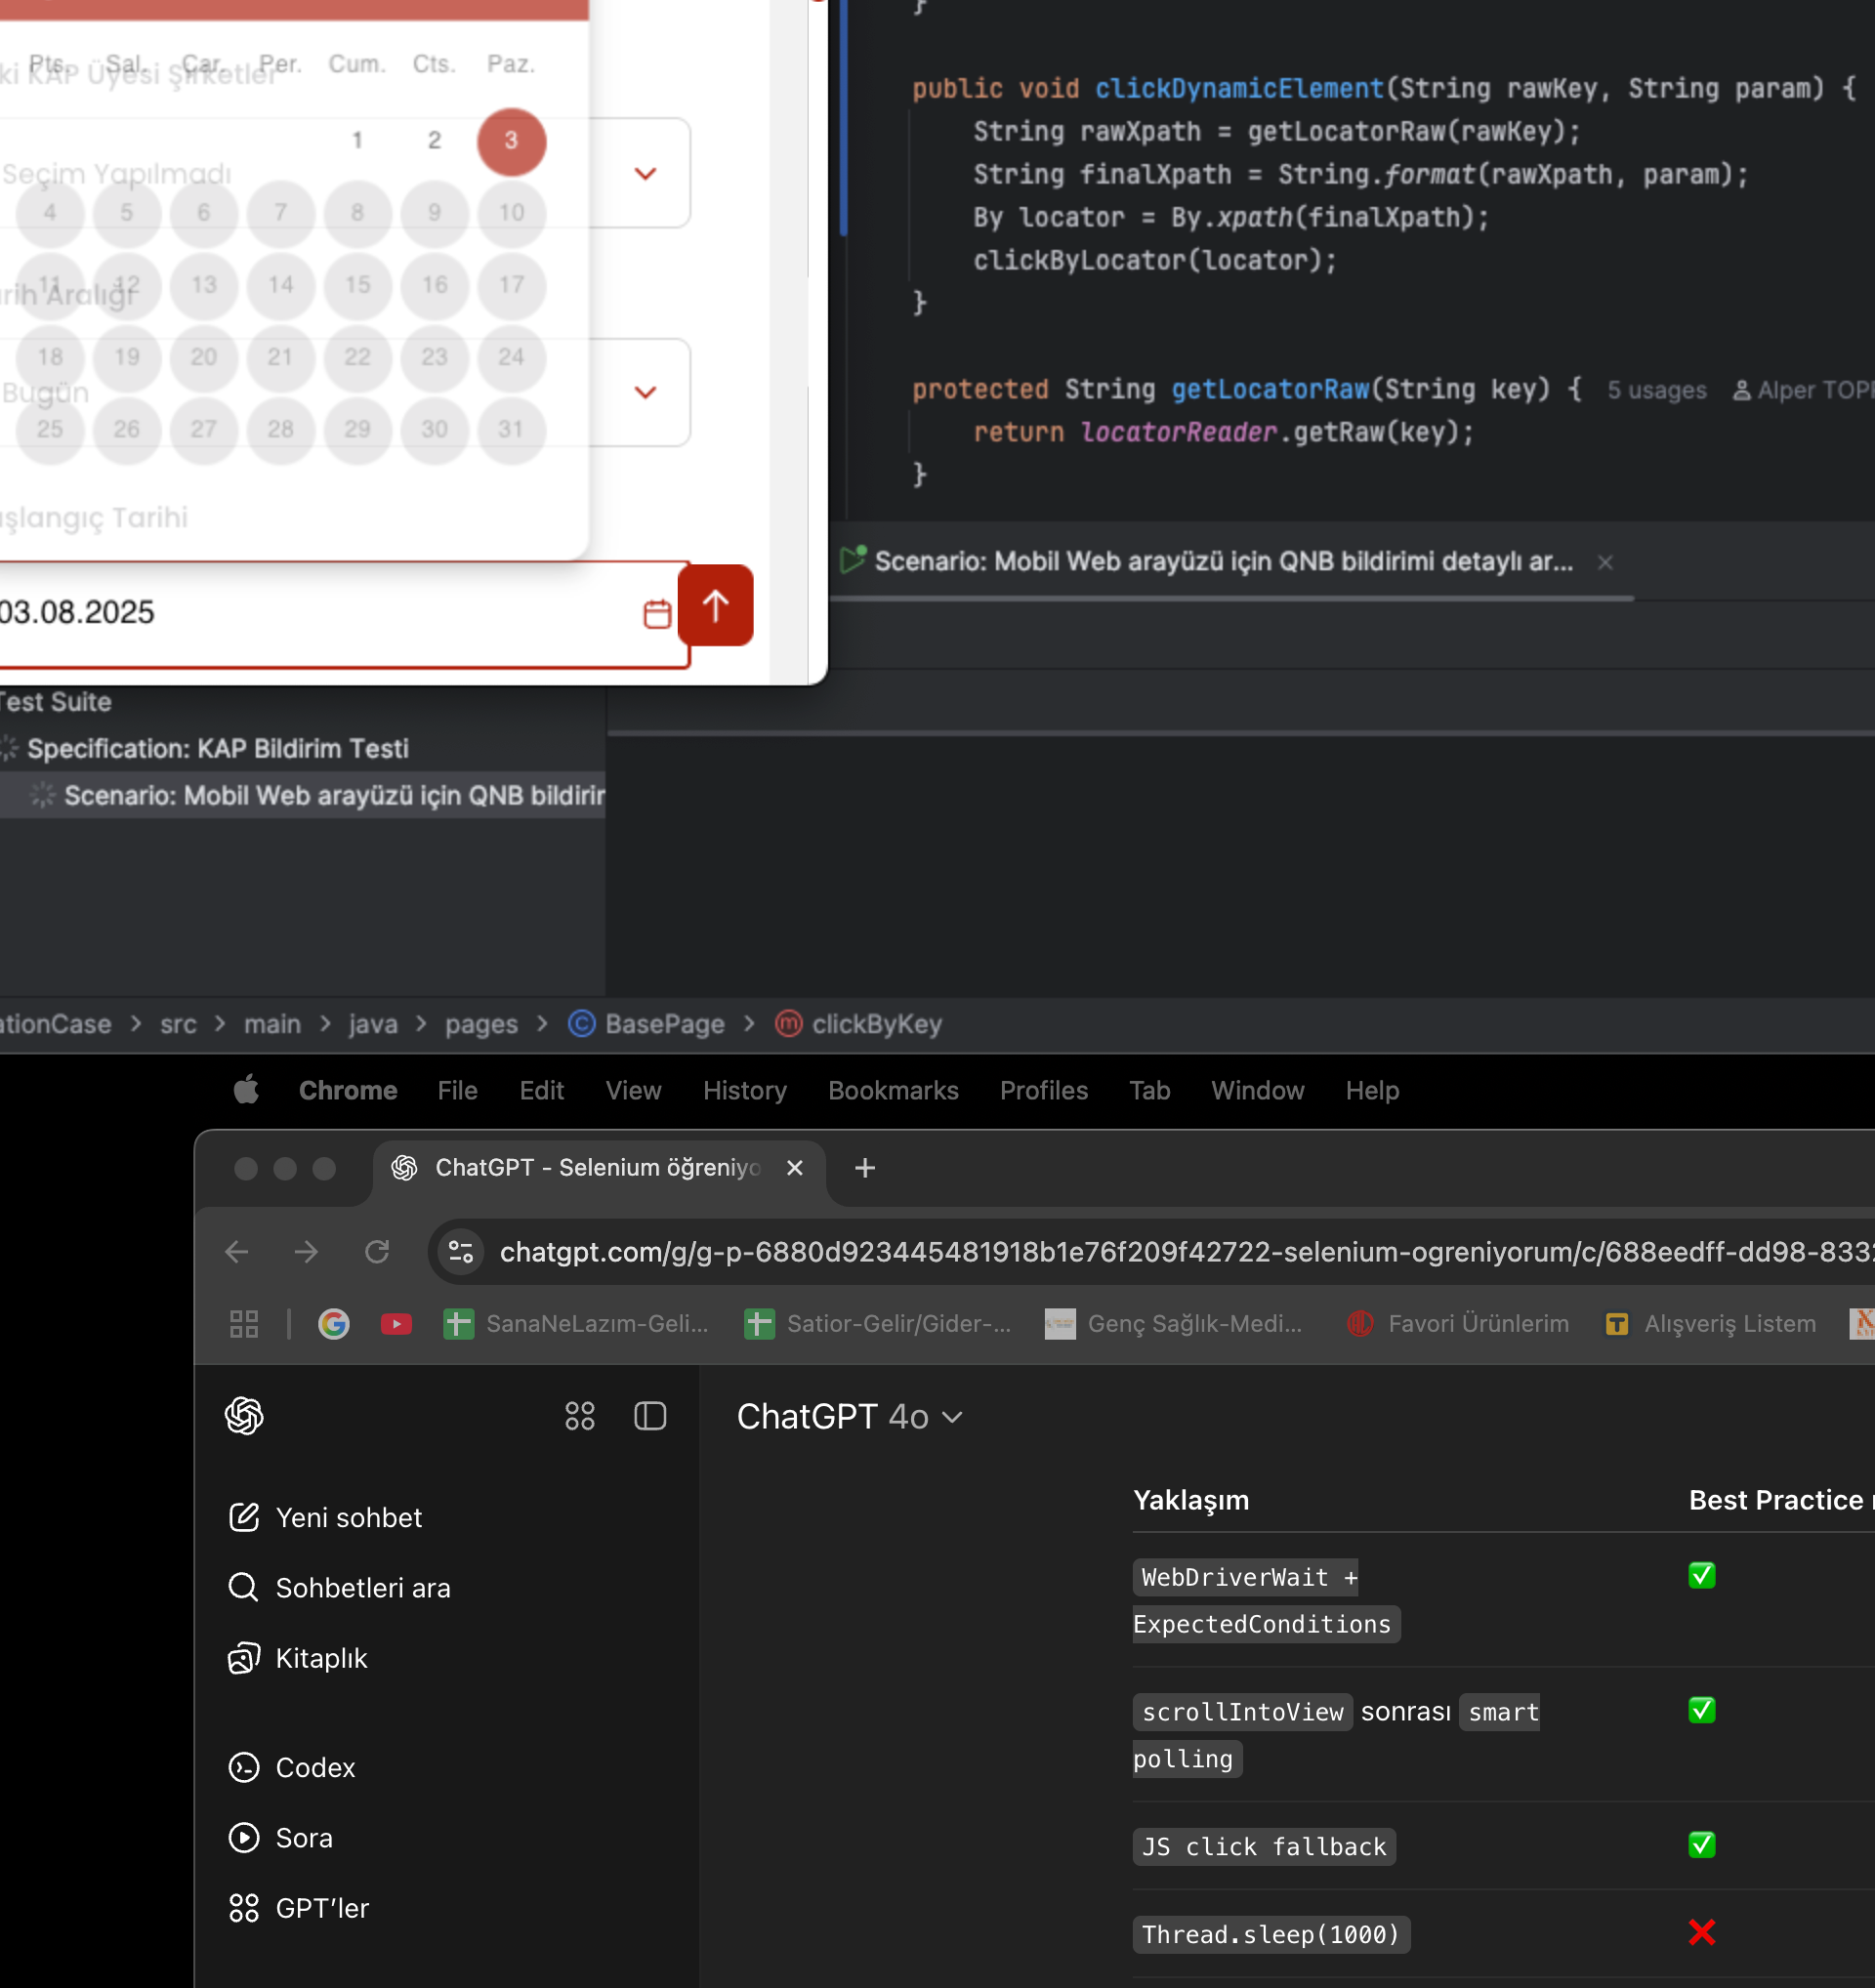 Pts. Sal. Çar. Per. Cum. Cts. Paz.
ki KAP Üyesi Şirketler
1 2 3
Seçim Yapılmadı
4 5 6 7 8 9 10
11 12 13 14 15 16 17
rih Aralığı
18 19 20 21 22 23 24
Bugün
25 26 27 28 29 30 31
şlangıç Tarihi
03.08.2025
}
public void clickDynamicElement(String rawKey, String param) {
String rawXpath = getLocatorRaw(rawKey);
String finalXpath = String.format(rawXpath, param);
By locator = By.xpath(finalXpath);
clickByLocator(locator);
}
protected String getLocatorRaw(String key) { 5 usages Alper TOP
return locatorReader.getRaw(key);
}
Scenario: Mobil Web arayüzü için QNB bildirimi detaylı ar...
Test Suite
Specification: KAP Bildirim Testi
Scenario: Mobil Web arayüzü için QNB bildirir
ationCase > src > main > java > pages > BasePage > clickByKey
Chrome File Edit View History Bookmarks Profiles Tab Window Help
ChatGPT - Selenium öğreniyo
chatgpt.com/g/g-p-6880d923445481918b1e76f209f42722-selenium-ogreniyorum/c/688eedff-dd98-833
SanaNeLazım-Geli... Satior-Gelir/Gider-... Genç Sağlık-Medi... Favori Ürünlerim Alışveriş Listem
ChatGPT 4o
Yeni sohbet
Sohbetleri ara
Kitaplık
Codex
Sora
GPT'ler
Yaklaşım Best Practice
WebDriverWait +
ExpectedConditions
scrollIntoView sonrası smart
polling
JS click fallback
Thread.sleep(1000)